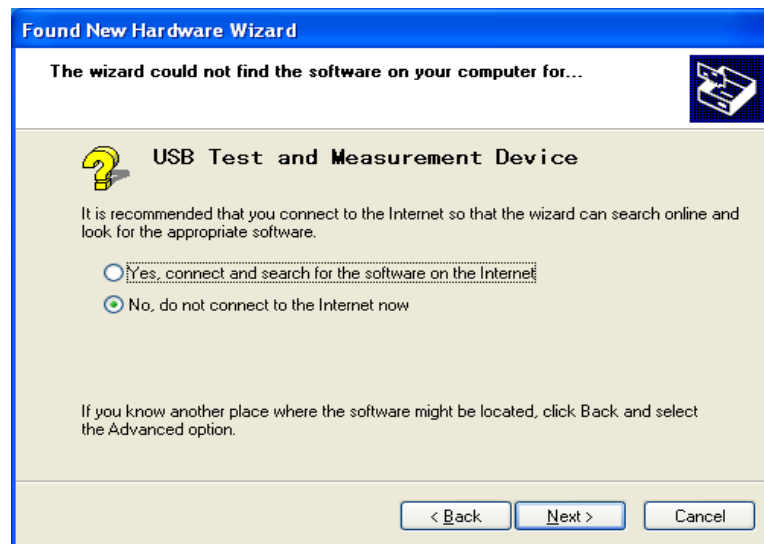 Found New Hardware Wizard
The wizard could not find the software on your computer for...
USB Test and Measurement Device
It is recommended that you connect to the Internet so that the wizard can search online and
look for the appropriate software.
Yes, connect and search for the software on the Internet
No, do not connect to the Internet now
If you know another place where the software might be located, click Back and select
the Advanced option.
< Back Next > Cancel